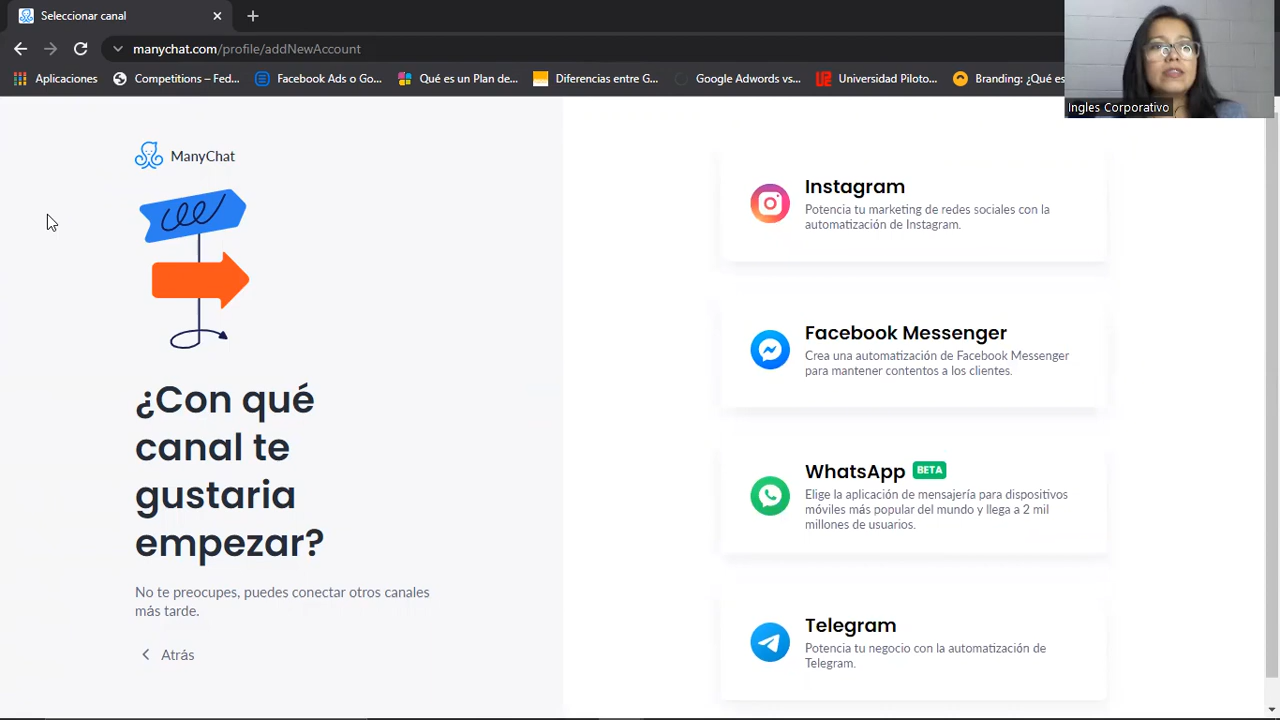 Seleccionar canal
manychat.com/profile/addNewAccount
Aplicaciones
Competitions – Fed...
Facebook Ads o Go...
Qué es un Plan de...
Diferencias entre G...
Google Adwords vs...
Universidad Piloto...
Branding: ¿Qué es
Ingles Corporativo
ManyChat
¿Con qué
canal te
gustaria
empezar?
No te preocupes, puedes conectar otros canales
más tarde.
Atrás
Instagram
Potencia tu marketing de redes sociales con la
automatización de Instagram.
Facebook Messenger
Crea una automatización de Facebook Messenger
para mantener contentos a los clientes.
WhatsApp BETA
Elige la aplicación de mensajería para dispositivos
móviles más popular del mundo y llega a 2 mil
millones de usuarios.
Telegram
Potencia tu negocio con la automatización de
Telegram.